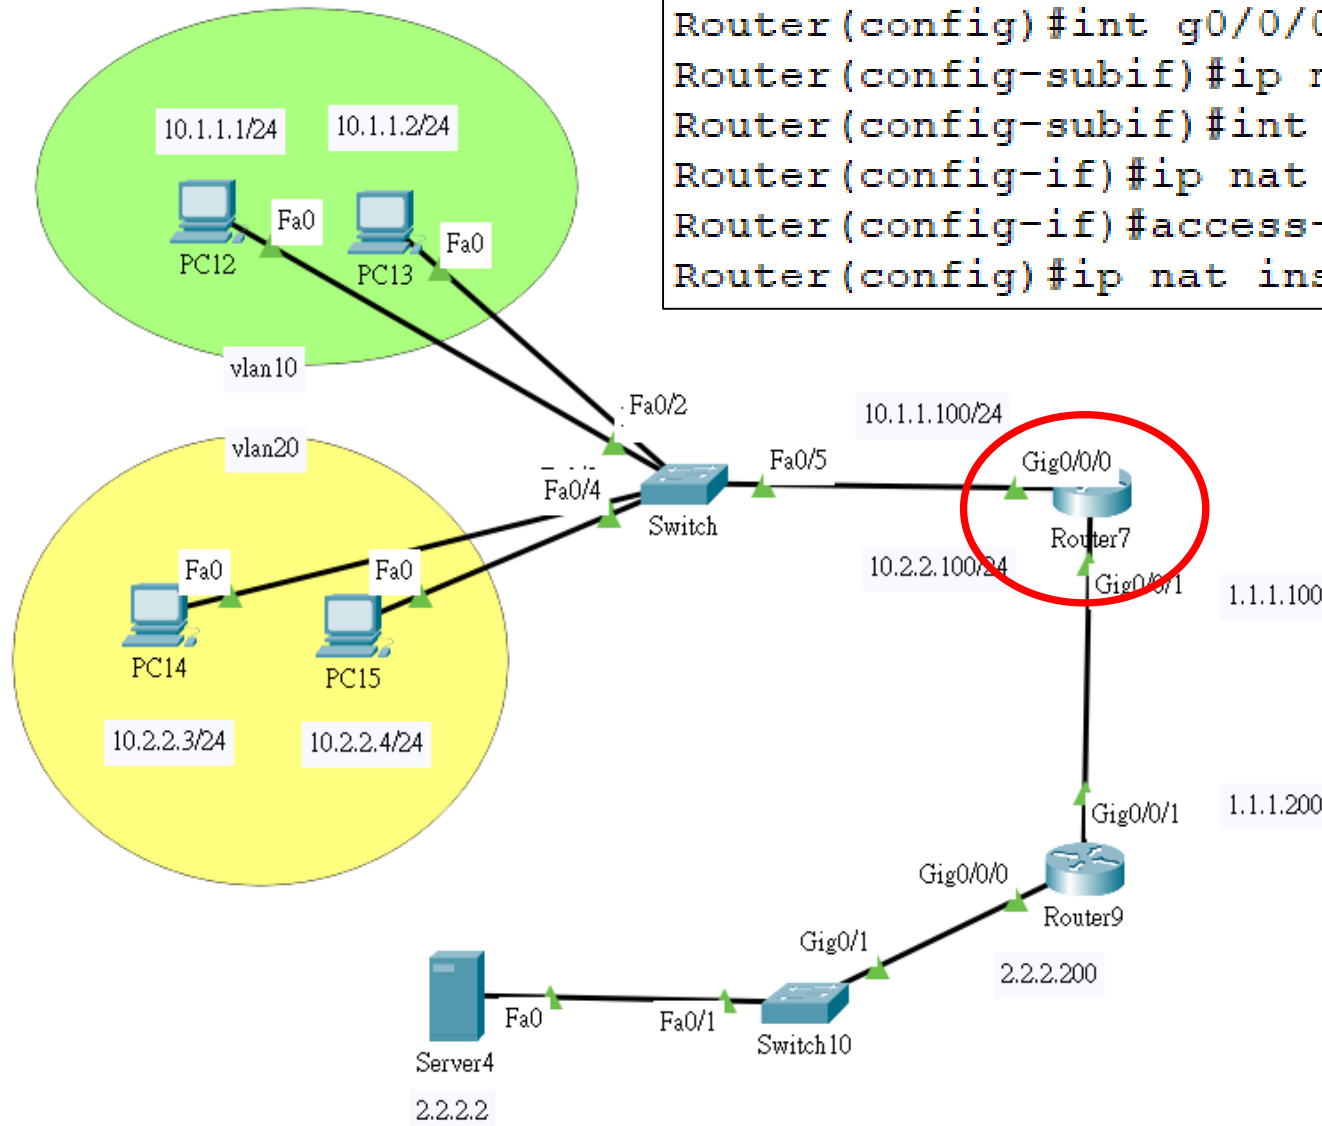 Router(config)#int g0/0/0
Router(config-subif)#ip n
Router(config-subif)#int
Router(config-if)#ip nat
Router(config-if)#access-
Router(config)#ip nat ins
10.1.1.1/24
10.1.1.2/24
Fa0
Fa0
PC12
PC13
vlan10
vlan20
Fa0/2
10.1.1.100/24
Fa0/5
Gig0/0/0
Fa0/4
Switch
Router7
10.2.2.100/24
Gig0/0/1
1.1.1.100
Fa0
Fa0
PC14
PC15
10.2.2.3/24
10.2.2.4/24
Gig0/0/1
1.1.1.200
Gig0/0/0
Router9
Gig0/1
2.2.2.200
Fa0
Fa0/1
Switch10
Server4
2.2.2.2